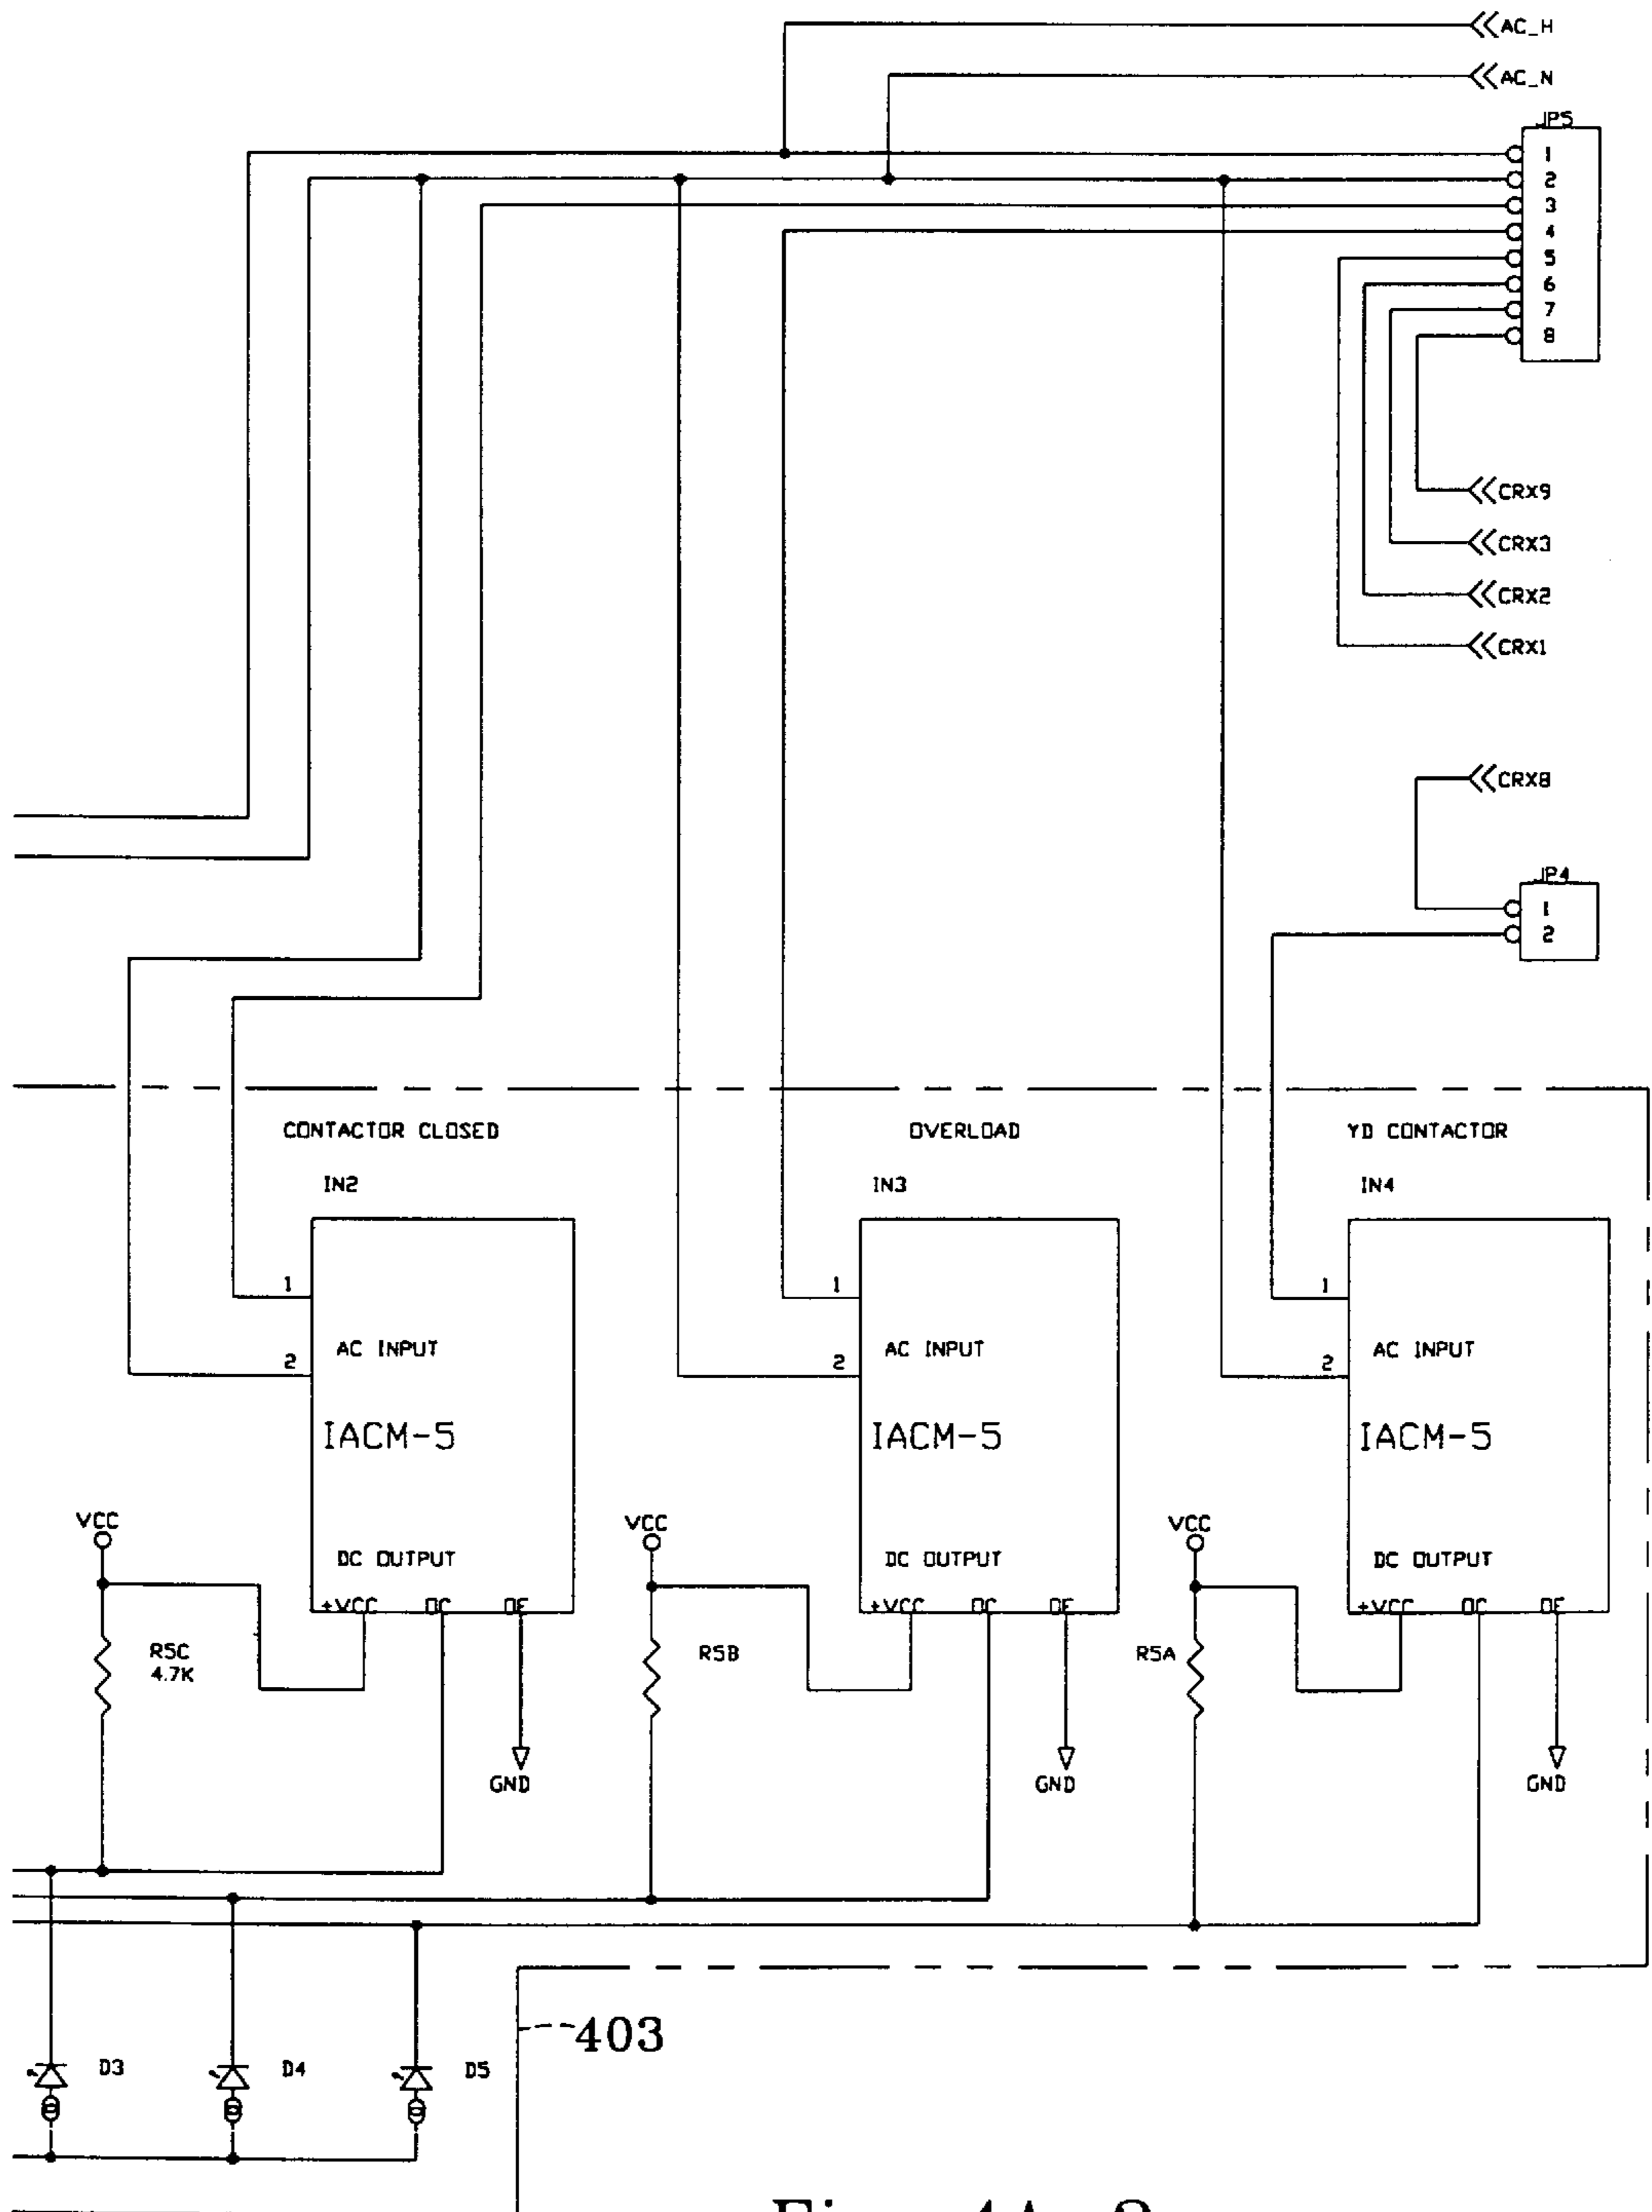 AC_H
AC_N
JP5
1
2
3
4
5
6
7
8
CRX9
CRX3
CRX2
CRX1
CRX8
JP4
1
2
CONTACTOR CLOSED
OVERLOAD
YD CONTACTOR
IN2
IN3
IN4
1
1
1
AC INPUT
AC INPUT
AC INPUT
2
2
2
IACM-5
IACM-5
IACM-5
VCC
VCC
VCC
DC OUTPUT
DC OUTPUT
DC OUTPUT
+VCC OC OE
+VCC OC OE
+VCC OC OE
R5C
4.7K
R5B
R5A
GND
GND
GND
403
D3
D4
D5